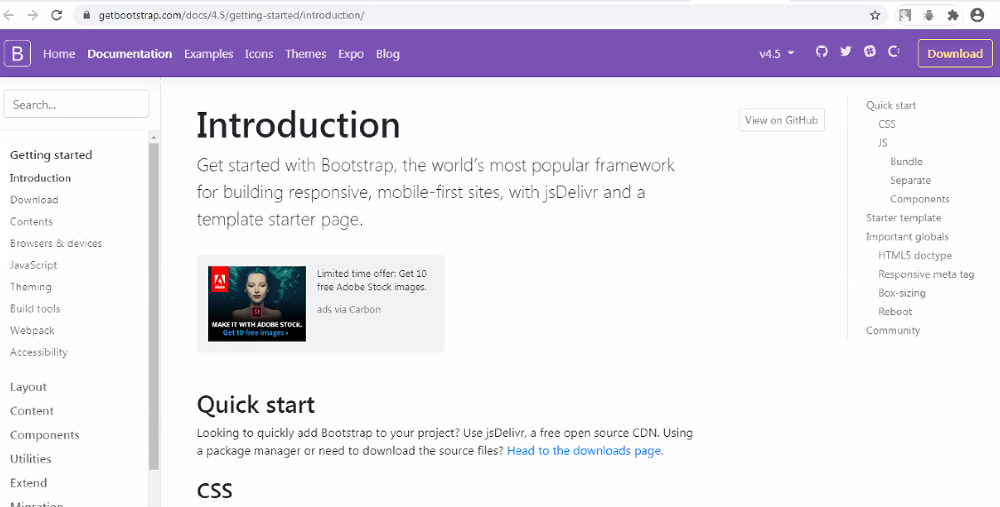 getbootstrap.com/docs/4.5/getting-started/introduction/
B
Home
Documentation
Examples
Icons
Themes
Expo
Blog
v4.5
Download
Search...
Getting started
Introduction
Download
Contents
Browsers & devices
JavaScript
Theming
Build tools
Webpack
Accessibility
Layout
Content
Components
Utilities
Extend
Migration
Introduction
View on GitHub
Get started with Bootstrap, the world's most popular framework
for building responsive, mobile-first sites, with jsDelivr and a
template starter page.
Adobe
St
MAKE IT WITH ADOBE STOCK.
Get 10 free images ›
Limited time offer: Get 10
free Adobe Stock images.
ads via Carbon
Quick start
Looking to quickly add Bootstrap to your project? Use jsDelivr, a free open source CDN. Using
a package manager or need to download the source files? Head to the downloads page.
CSS
Quick start
CSS
JS
Bundle
Separate
Components
Starter template
Important globals
HTML5 doctype
Responsive meta tag
Box-sizing
Reboot
Community